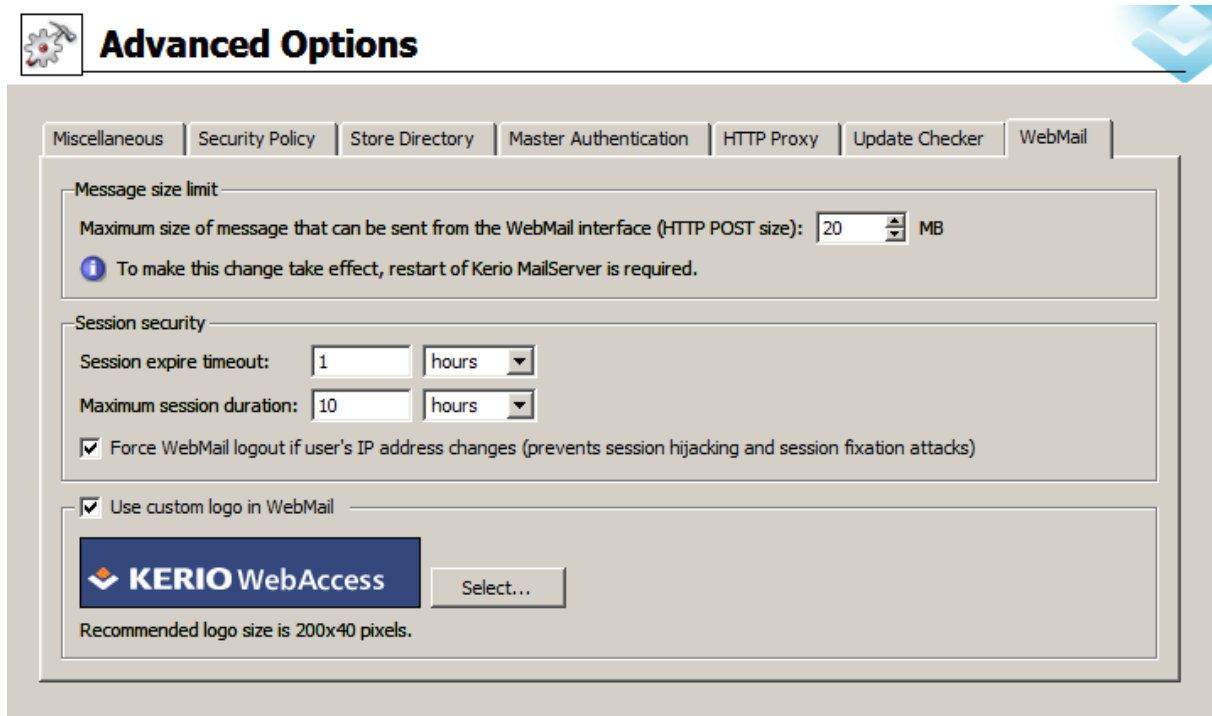 Advanced Options
Miscellaneous Security Policy Store Directory Master Authentication HTTP Proxy Update Checker WebMail
Message size limit
Maximum size of message that can be sent from the WebMail interface (HTTP POST size): 20 MB
To make this change take effect, restart of Kerio MailServer is required.
Session security
Session expire timeout: 1 hours
Maximum session duration: 10 hours
Force WebMail logout if user's IP address changes (prevents session hijacking and session fixation attacks)
Use custom logo in WebMail
KERIO WebAccess Select...
Recommended logo size is 200x40 pixels.